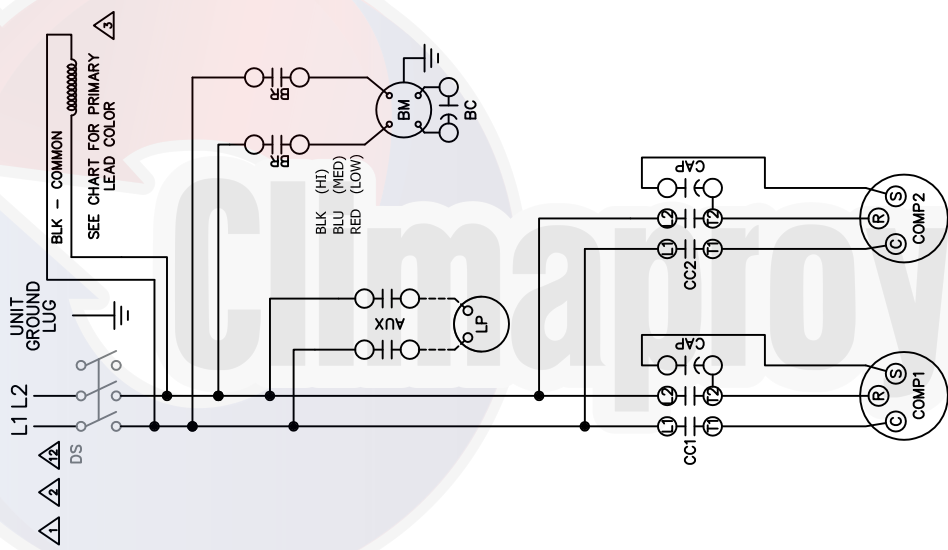 BLK - COMMON
SEE CHART FOR PRIMARY
LEAD COLOR
3
UNIT
GROUND
LUG
L1 L2
1
2
12
DS
BR
BR
BM
BC
BLK (HI)
BLU (MED)
RED (LOW)
AUX
LP
CAP
L2
T2
L1
T1
CC2
R
S
C
COMP2
CAP
L2
T2
L1
T1
CC1
R
S
C
COMP1
Climaproy